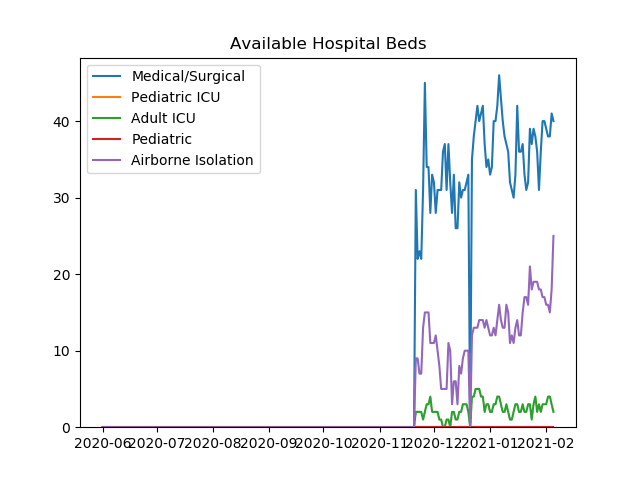 Available Hospital Beds
Medical/Surgical
Pediatric ICU
Adult ICU
Pediatric
Airborne Isolation
40
30
20
10
0
2020-06 2020-07 2020-08 2020-09 2020-10 2020-11 2020-12 2021-01 2021-02